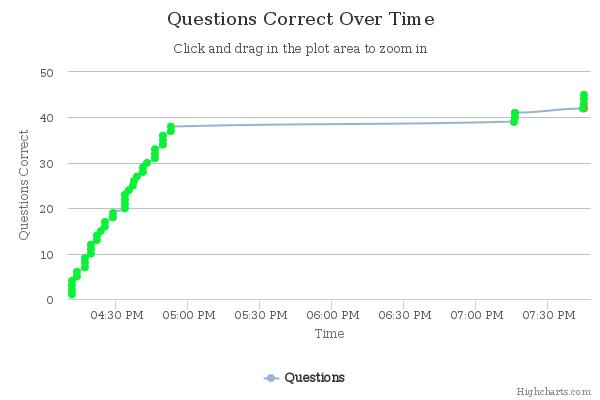 Questions Correct Over Time
Click and drag in the plot area to zoom in
Questions Correct
50
40
30
20
10
0
04:30 PM 05:00 PM 05:30 PM 06:00 PM 06:30 PM 07:00 PM 07:30 PM
Time
Questions
Highcharts.com